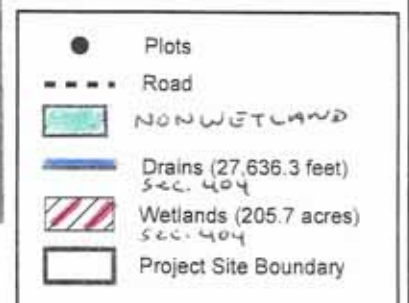 Plots
Road
NONWETLAND
Drains (27,636.3 feet)
Sec. 404
Wetlands (205.7 acres)
Sec. 404
Project Site Boundary